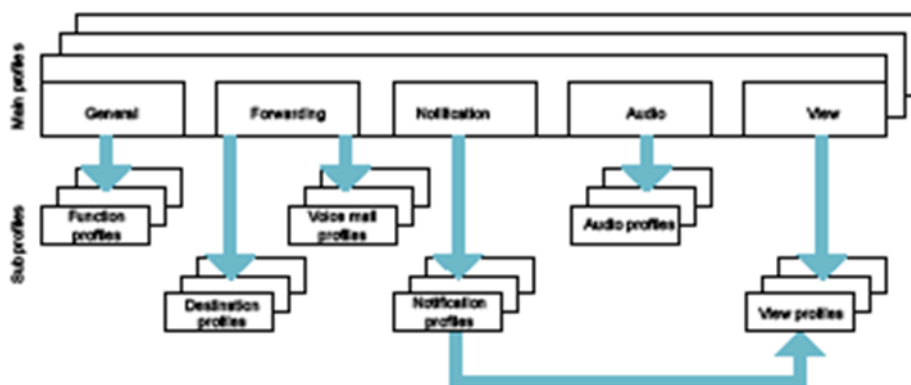 Main profiles
General
Forwarding
Notification
Audio
View
Sub profiles
Function
profiles
Voice mail
profiles
Audio profiles
Destination
profiles
Notification
profiles
View profiles